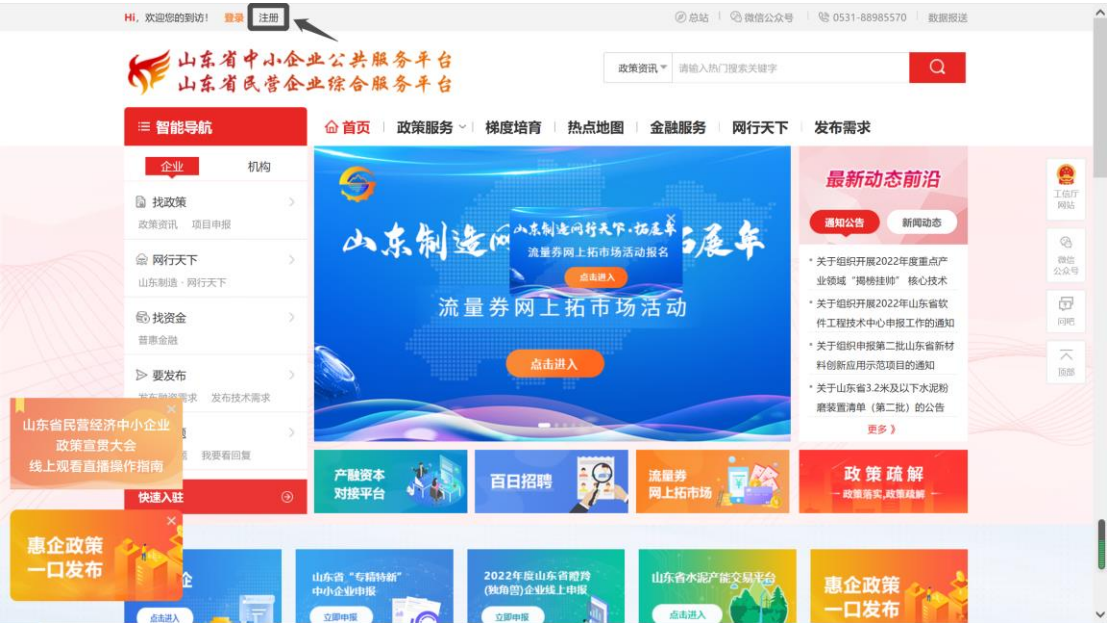 Hi，欢迎您的到访！ 登录 注册
总站 微信公众号 0531-88985570 数据报送
山东省中小企业公共服务平台
山东省民营企业综合服务平台
政策资讯 请输入热门搜索关键字
智能导航
首页 政策服务 梯度培育 热点地图 金融服务 网行天下 发布需求
企业 机构
找政策
政策资讯 项目申报
网行天下
山东制造·网行天下
找资金
普惠金融
要发布
发布融资需求 发布技术需求
我要看回复
快速入驻
山东省民营经济中小企业
政策宣贯大会
线上观看直播操作指南
惠企政策
一口发布
山东制造网
拓展年
流量券网上拓市场活动
点击进入
山东制造网行天下·拓展年
流量券网上拓市场活动报名
点击进入
最新动态前沿
通知公告 新闻动态
关于组织开展2022年度重点产
业领域“揭榜挂帅” 核心技术
关于组织开展2022年山东省软
件工程技术中心申报工作的通知
关于组织申报第二批山东省新材
料创新应用示范项目的通知
关于山东省3.2米及以下水泥粉
磨装置清单（第二批）的公告
更多 》
工信厅
网站
微信
公众号
问吧
顶部
产融资本
对接平台
百日招聘
流量券
网上拓市场
政策疏解
政策落实,政策疏解
企
点击进入
山东省“专精特新”
中小企业申报
立即申报
2022年度山东省瞪羚
(独角兽)企业线上申报
立即申报
山东省水泥产能交易平台
点击进入
惠企政策
一口发布